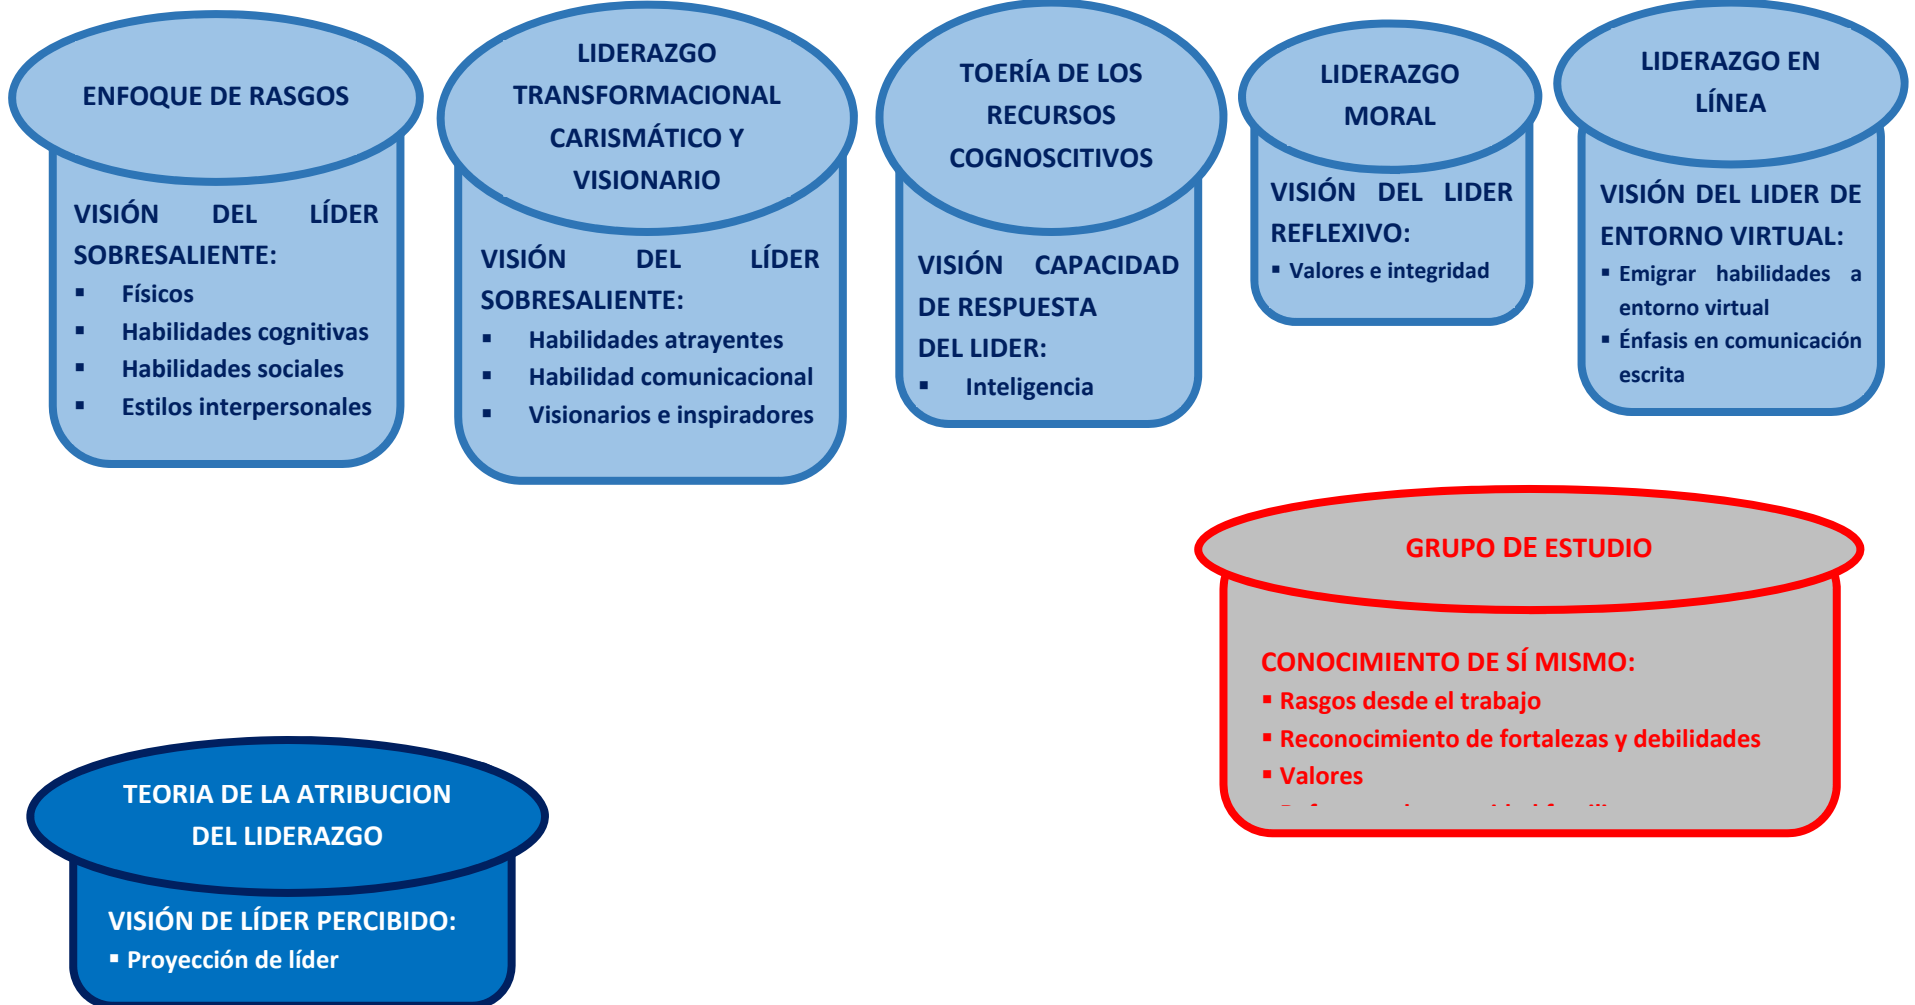 ENFOQUE DE RASGOS
VISIÓN DEL LÍDER
SOBRESALIENTE:
▪ Físicos
▪ Habilidades cognitivas
▪ Habilidades sociales
▪ Estilos interpersonales
LIDERAZGO
TRANSFORMACIONAL
CARISMÁTICO Y
VISIONARIO
VISIÓN DEL LÍDER
SOBRESALIENTE:
▪ Habilidades atrayentes
▪ Habilidad comunicacional
▪ Visionarios e inspiradores
TOERÍA DE LOS
RECURSOS
COGNOSCITIVOS
VISIÓN CAPACIDAD
DE RESPUESTA
DEL LIDER:
▪ Inteligencia
LIDERAZGO
MORAL
VISIÓN DEL LIDER
REFLEXIVO:
▪ Valores e integridad
LIDERAZGO EN
LÍNEA
VISIÓN DEL LIDER DE
ENTORNO VIRTUAL:
▪ Emigrar habilidades a
entorno virtual
▪ Énfasis en comunicación
escrita
GRUPO DE ESTUDIO
CONOCIMIENTO DE SÍ MISMO:
▪ Rasgos desde el trabajo
▪ Reconocimiento de fortalezas y debilidades
▪ Valores
TEORIA DE LA ATRIBUCION
DEL LIDERAZGO
VISIÓN DE LÍDER PERCIBIDO:
▪ Proyección de líder